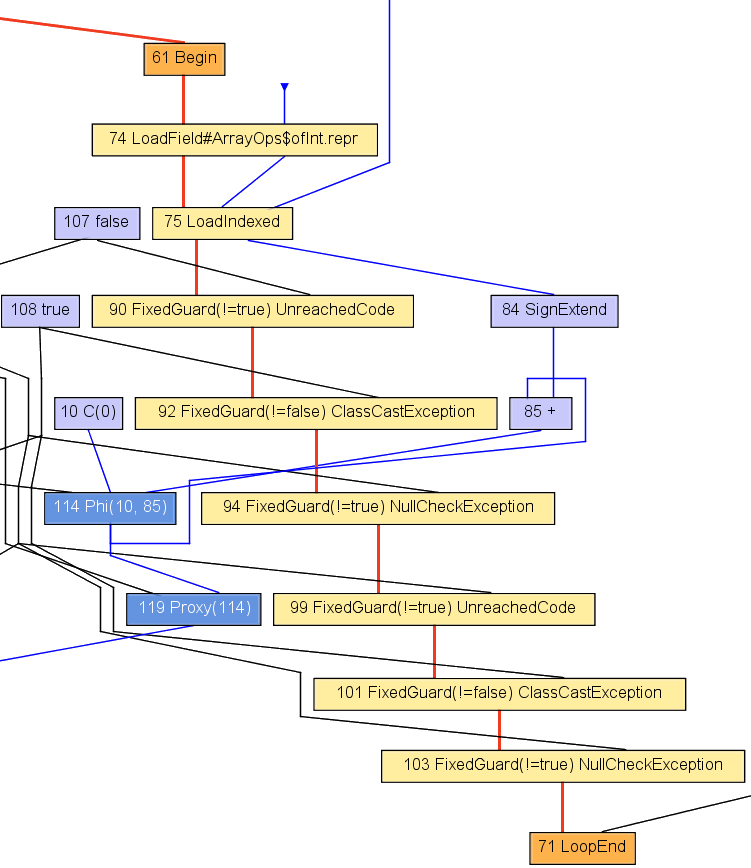 61 Begin
74 LoadField#ArrayOps$ofInt.repr
107 false
75 LoadIndexed
108 true
90 FixedGuard(!=true) UnreachedCode
84 SignExtend
10 C(0)
92 FixedGuard(!=false) ClassCastException
85 +
114 Phi(10, 85)
94 FixedGuard(!=true) NullCheckException
119 Proxy(114)
99 FixedGuard(!=true) UnreachedCode
101 FixedGuard(!=false) ClassCastException
103 FixedGuard(!=true) NullCheckException
71 LoopEnd